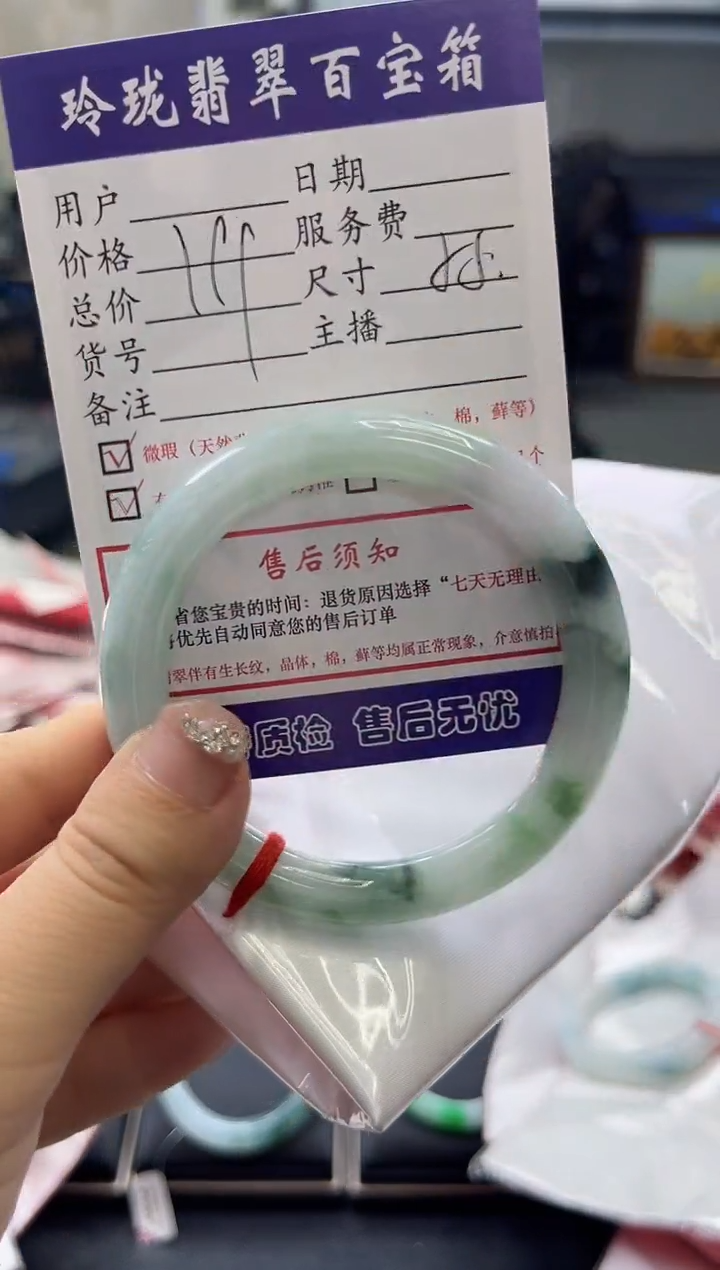 玲珑翡翠百宝箱
用户 日期
价格 服务费
总价 尺寸
货号 主播
备注
微瑕（天然 棉，藓等）
售后须知
省您宝贵的时间：退货原因选择“七天无理由
优先自动同意您的售后订单
翠伴有生长纹，晶体，棉，藓等均属正常现象，介意慎拍
质检 售后无忧